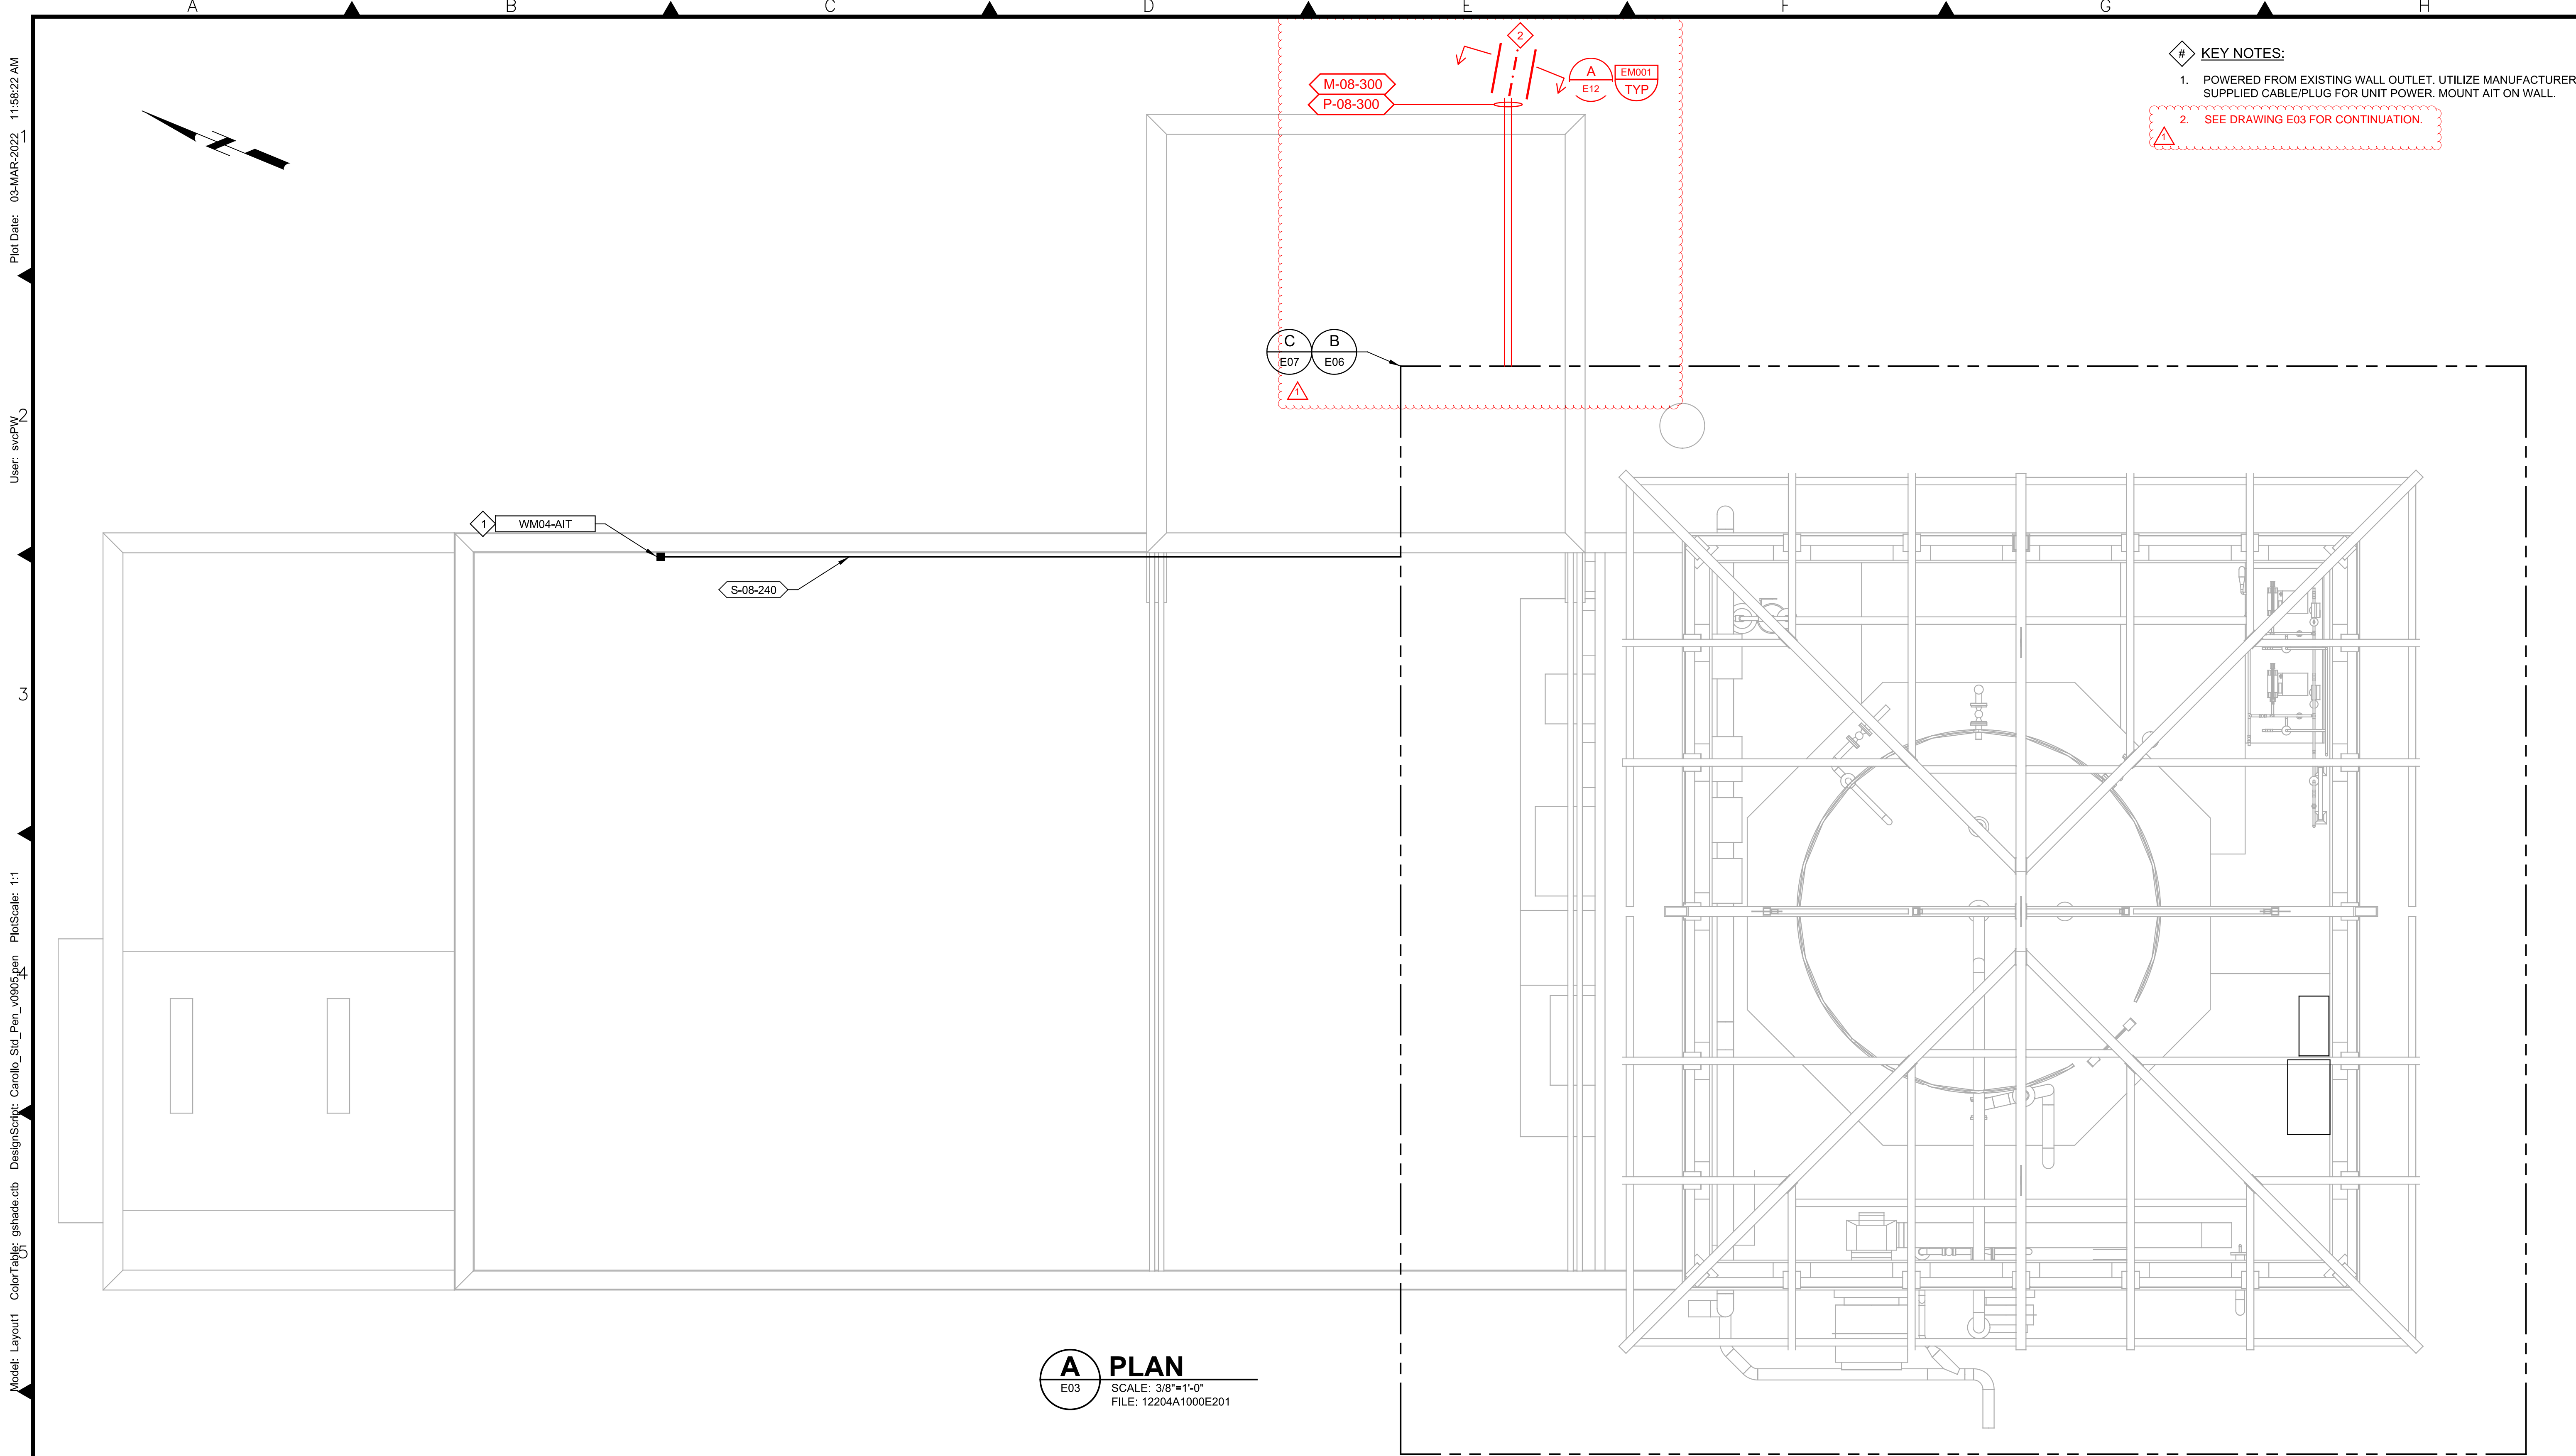 A B C D E F G H
2
M-08-300
P-08-300
A
E12
EM001
TYP
# KEY NOTES:
1. POWERED FROM EXISTING WALL OUTLET. UTILIZE MANUFACTURER
SUPPLIED CABLE/PLUG FOR UNIT POWER. MOUNT AIT ON WALL.
2. SEE DRAWING E03 FOR CONTINUATION.
1
1
C
E07
B
E06
1
2
1 WM04-AIT
S-08-240
3
4
5
A
E03
PLAN
SCALE: 3/8"=1'-0"
FILE: 12204A1000E201
Model: Layout1 ColorTable: gshade.ctb DesignScript: Carollo_Std_Pen_v0905.pen PlotScale: 1:1 User: svcPW Plot Date: 03-MAR-2022 11:58:22 AM